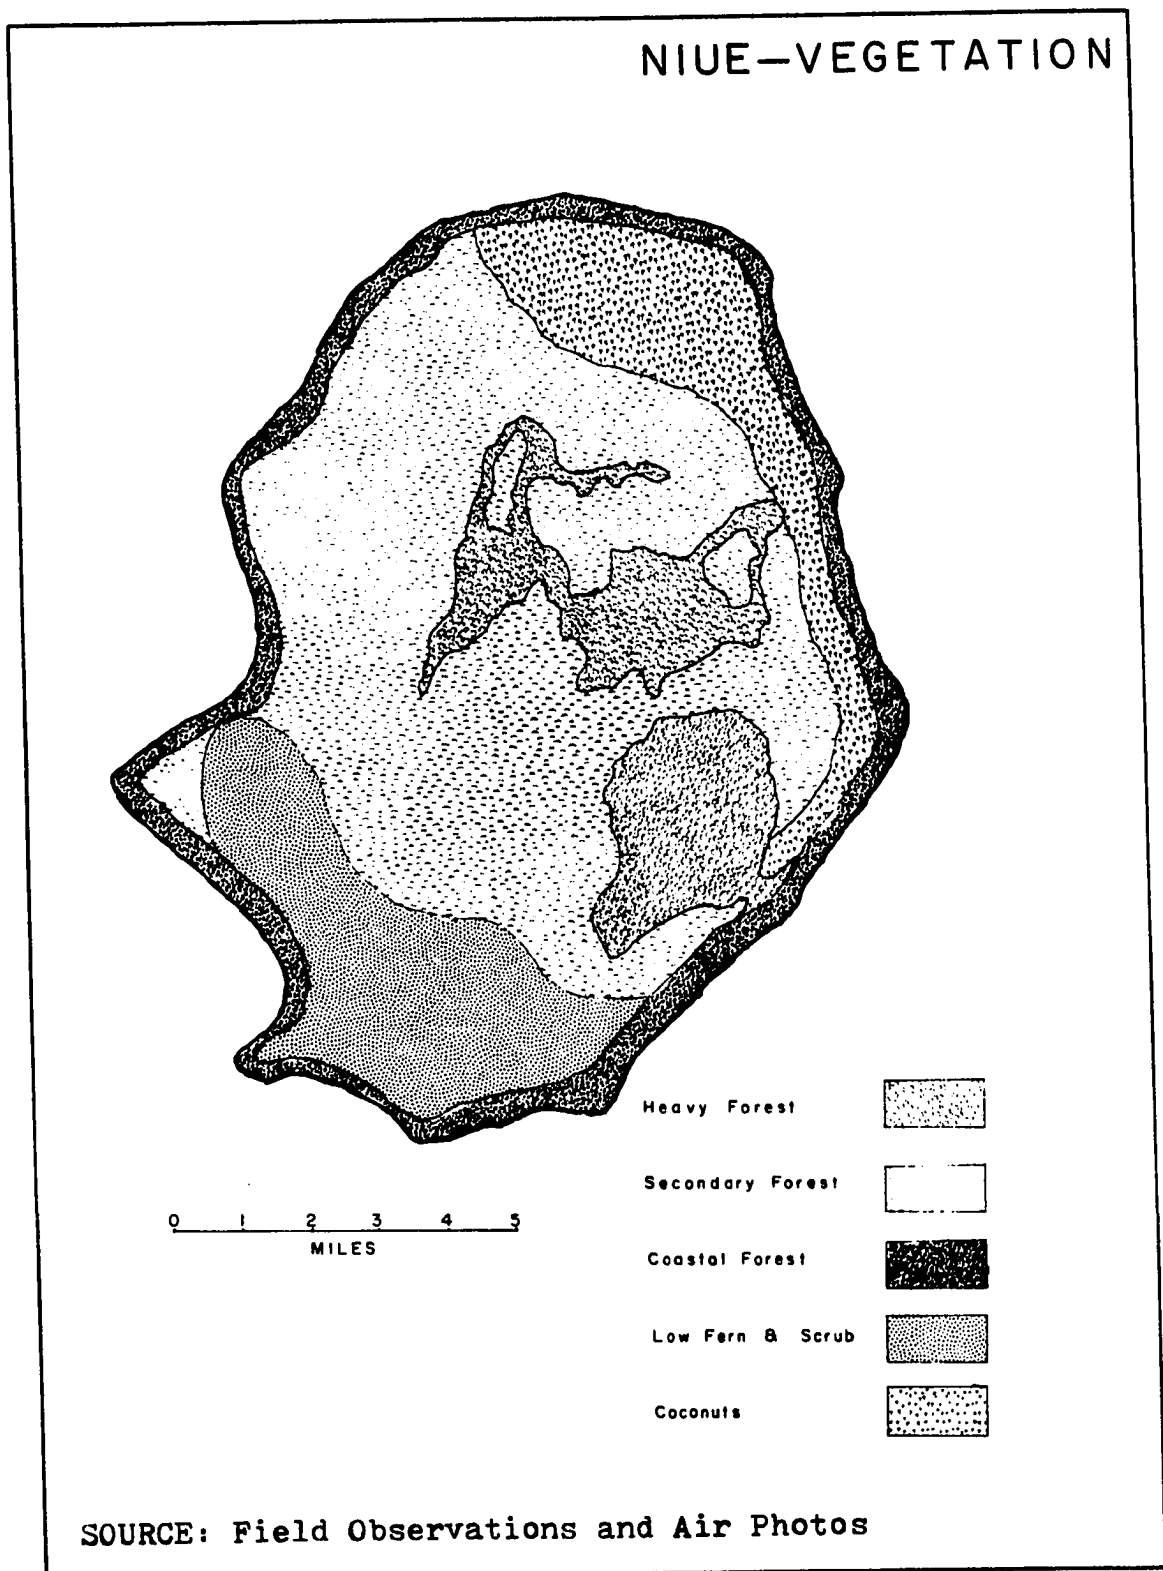 NIUE—VEGETATION
Heavy Forest
Secondary Forest
0 1 2 3 4 5
MILES
Coastal Forest
Low Fern & Scrub
Coconuts
SOURCE: Field Observations and Air Photos